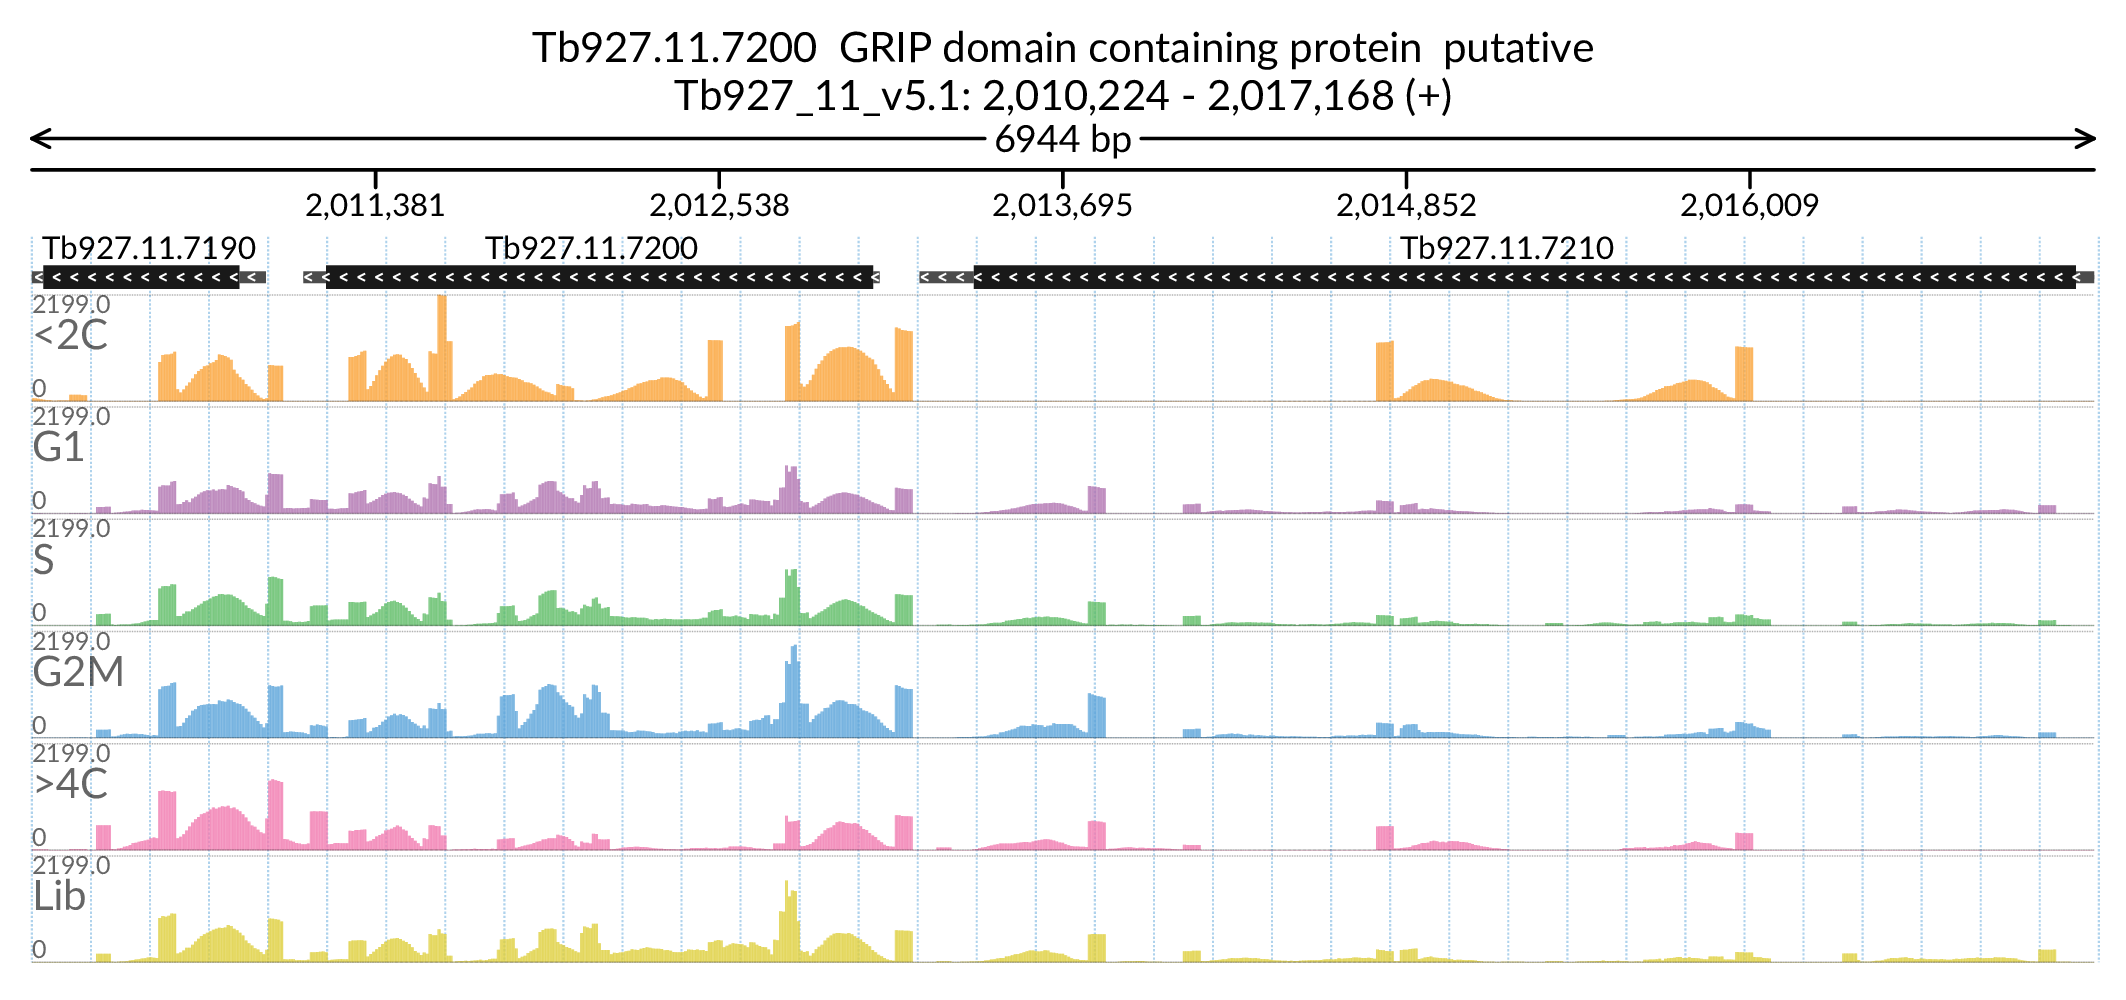 Tb927.11.7200  GRIP domain containing protein  putative
Tb927_11_v5.1: 2,010,224 - 2,017,168 (+)
6944 bp
2,011,381 2,012,538 2,013,695 2,014,852 2,016,009
Tb927.11.7190 Tb927.11.7200 Tb927.11.7210
2199.0
<2C
0
2199.0
G1
0
2199.0
S
0
2199.0
G2M
0
2199.0
>4C
0
2199.0
Lib
0